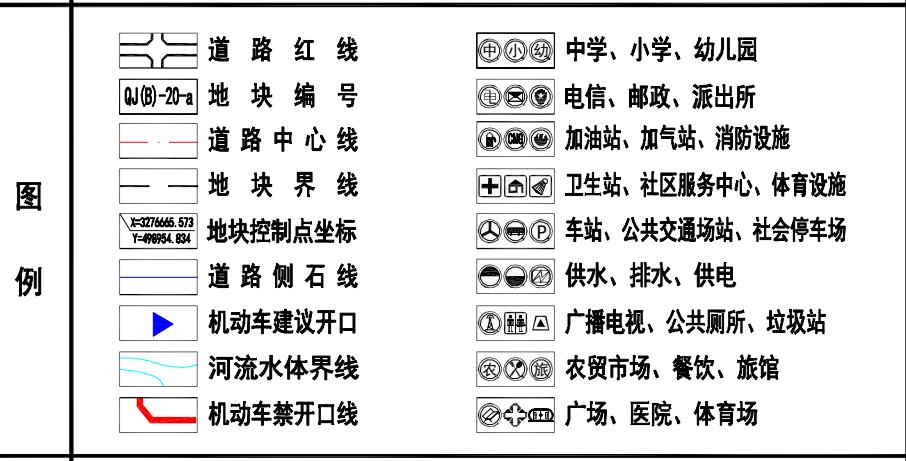 图例
道路红线
QJ(B)-20-a 地块编号
道路中心线
地块界线
X=3276665.573
Y=498954.834
地块控制点坐标
道路侧石线
机动车建议开口
河流水体界线
机动车禁开口线
中 小 幼 中学、小学、幼儿园
电 电信、邮政、派出所
CNG 加油站、加气站、消防设施
卫生站、社区服务中心、体育设施
P 车站、公共交通场站、社会停车场
供水、排水、供电
广播电视、公共厕所、垃圾站
农 旅 农贸市场、餐饮、旅馆
广场、医院、体育场